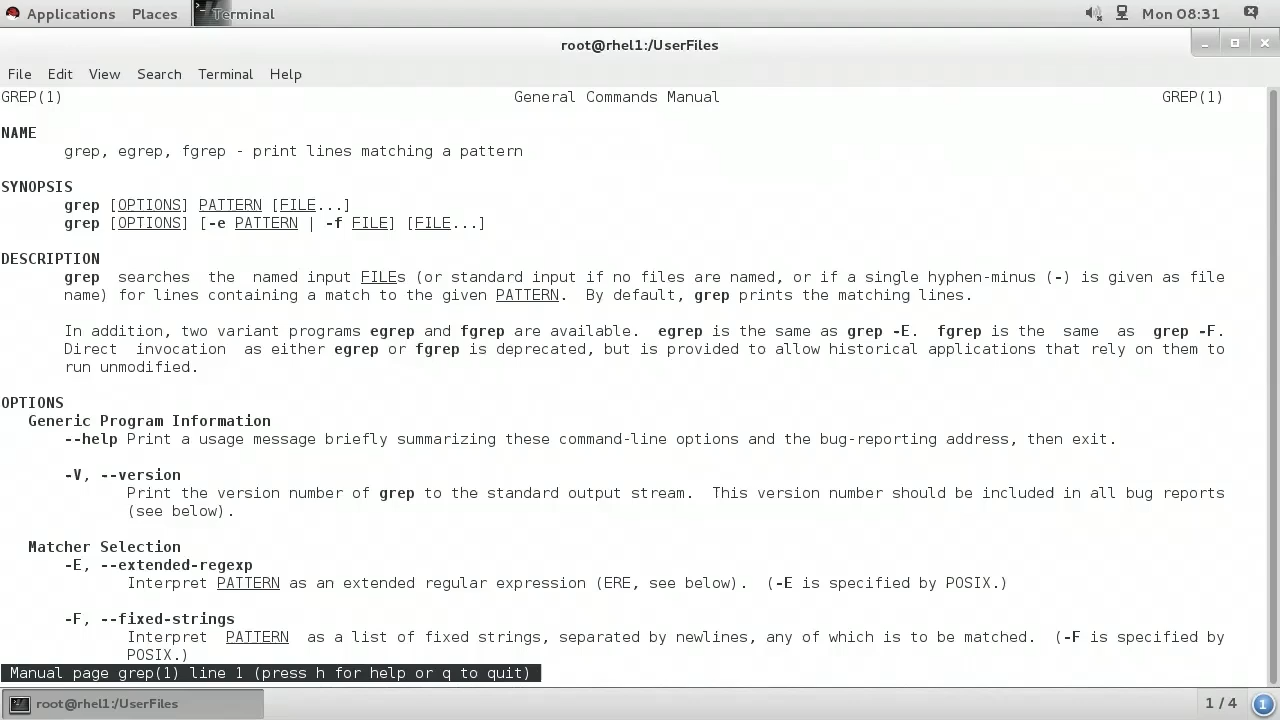 Applications Places Terminal Mon 08:31
root@rhel1:/UserFiles
File Edit View Search Terminal Help
GREP(1) General Commands Manual GREP(1)
NAME
grep, egrep, fgrep - print lines matching a pattern
SYNOPSIS
grep [OPTIONS] PATTERN [FILE...]
grep [OPTIONS] [-e PATTERN | -f FILE] [FILE...]
DESCRIPTION
grep searches the named input FILEs (or standard input if no files are named, or if a single hyphen-minus (-) is given as file
name) for lines containing a match to the given PATTERN. By default, grep prints the matching lines.
In addition, two variant programs egrep and fgrep are available. egrep is the same as grep -E. fgrep is the same as grep -F.
Direct invocation as either egrep or fgrep is deprecated, but is provided to allow historical applications that rely on them to
run unmodified.
OPTIONS
Generic Program Information
--help Print a usage message briefly summarizing these command-line options and the bug-reporting address, then exit.
-V, --version
Print the version number of grep to the standard output stream. This version number should be included in all bug reports
(see below).
Matcher Selection
-E, --extended-regexp
Interpret PATTERN as an extended regular expression (ERE, see below). (-E is specified by POSIX.)
-F, --fixed-strings
Interpret PATTERN as a list of fixed strings, separated by newlines, any of which is to be matched. (-F is specified by
POSIX.)
Manual page grep(1) line 1 (press h for help or q to quit)
root@rhel1:/UserFiles 1 / 4 1